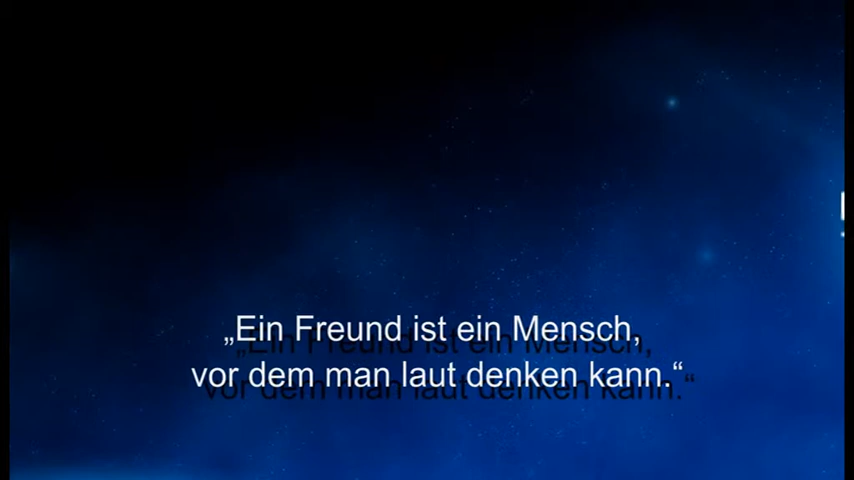 „Ein Freund ist ein Mensch,
vor dem man laut denken kann.“